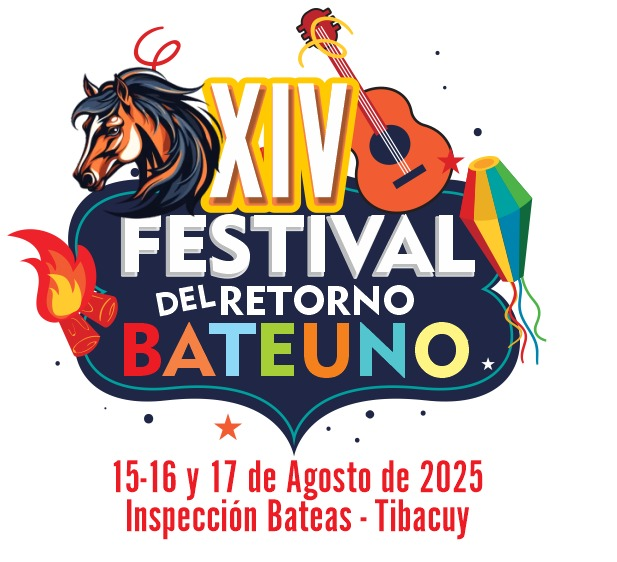 XIV
FESTIVAL
DEL RETORNO
BATEUNO
15-16 y 17 de Agosto de 2025
Inspección Bateas - Tibacuy